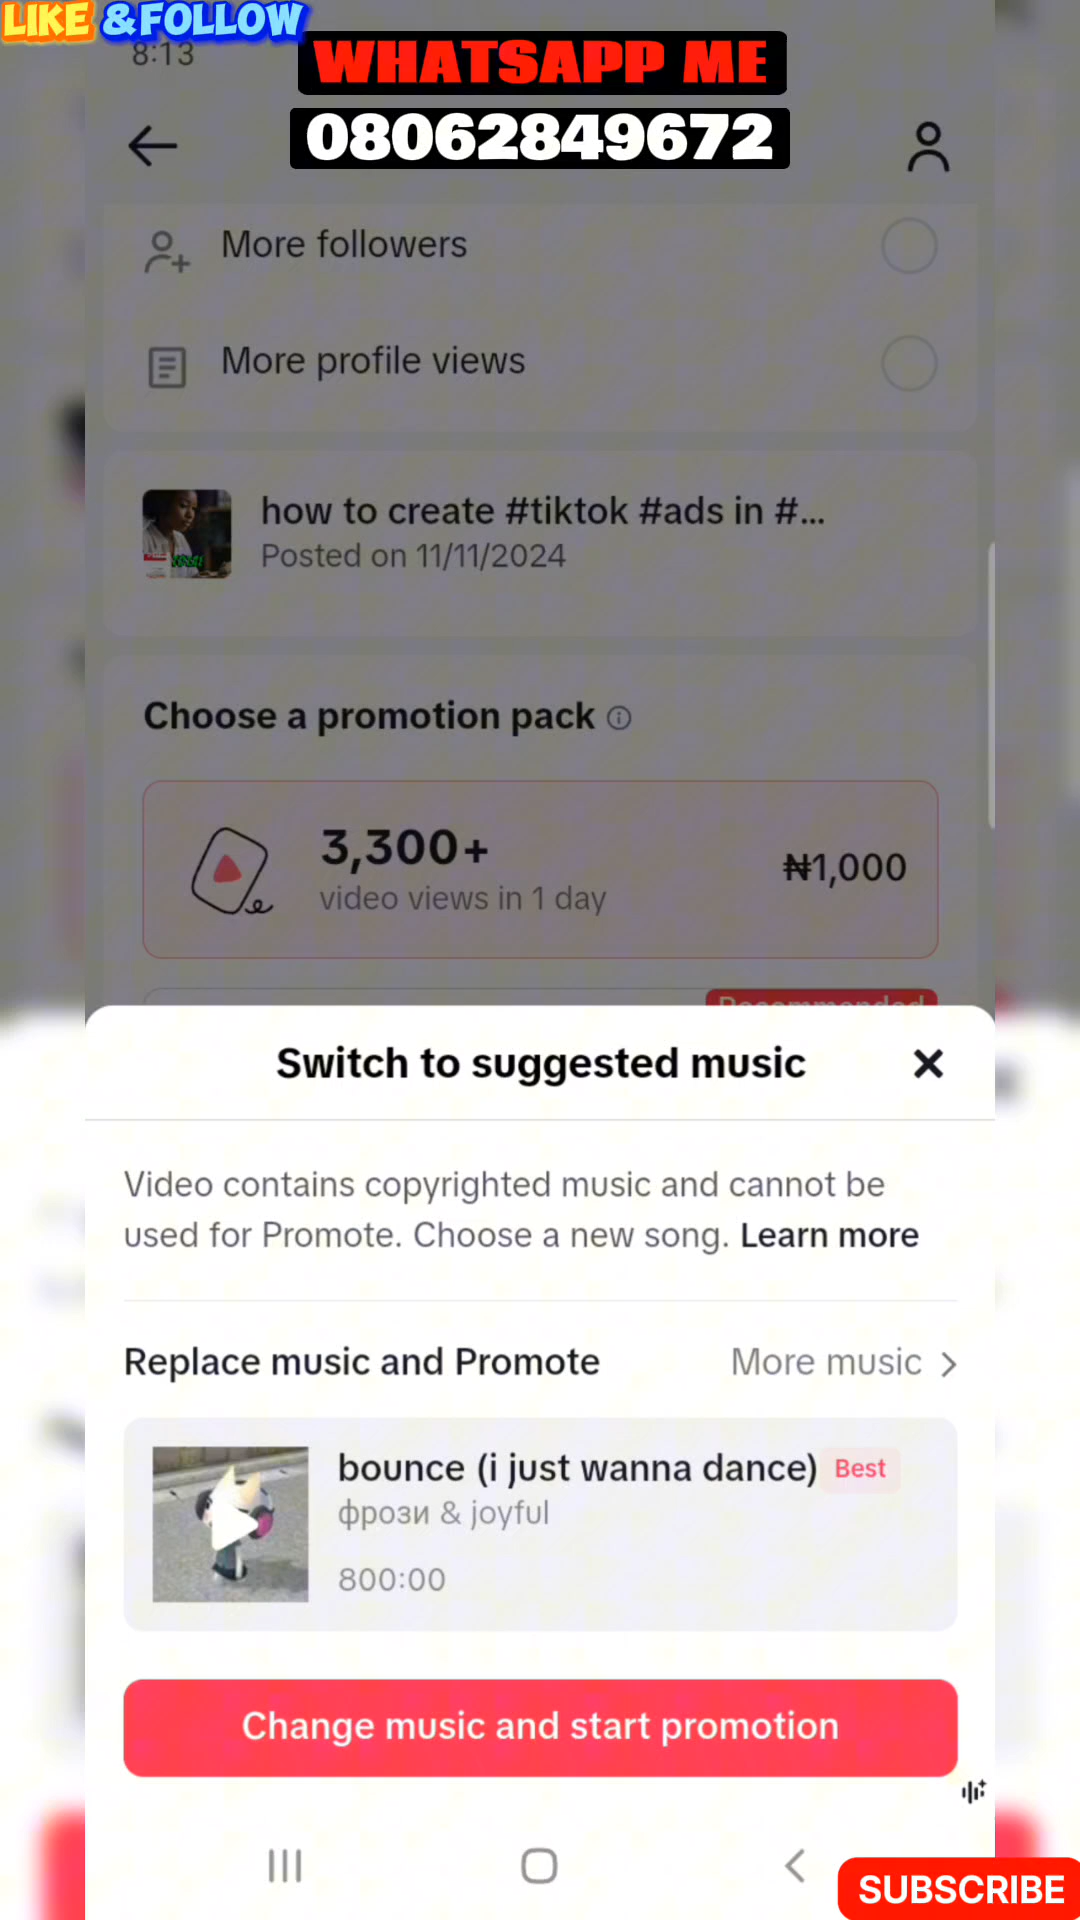 LIKE &FOLLOW
8:13
WHATSAPP ME
08062849672
More followers
More profile views
how to create #tiktok #ads in #...
Posted on 11/11/2024
Choose a promotion pack
3,300+
video views in 1 day
₦1,000
Recommended
Switch to suggested music
Video contains copyrighted music and cannot be
used for Promote. Choose a new song. Learn more
Replace music and Promote
More music
bounce (i just wanna dance) Best
фрози & joyful
800:00
Change music and start promotion
SUBSCRIBE